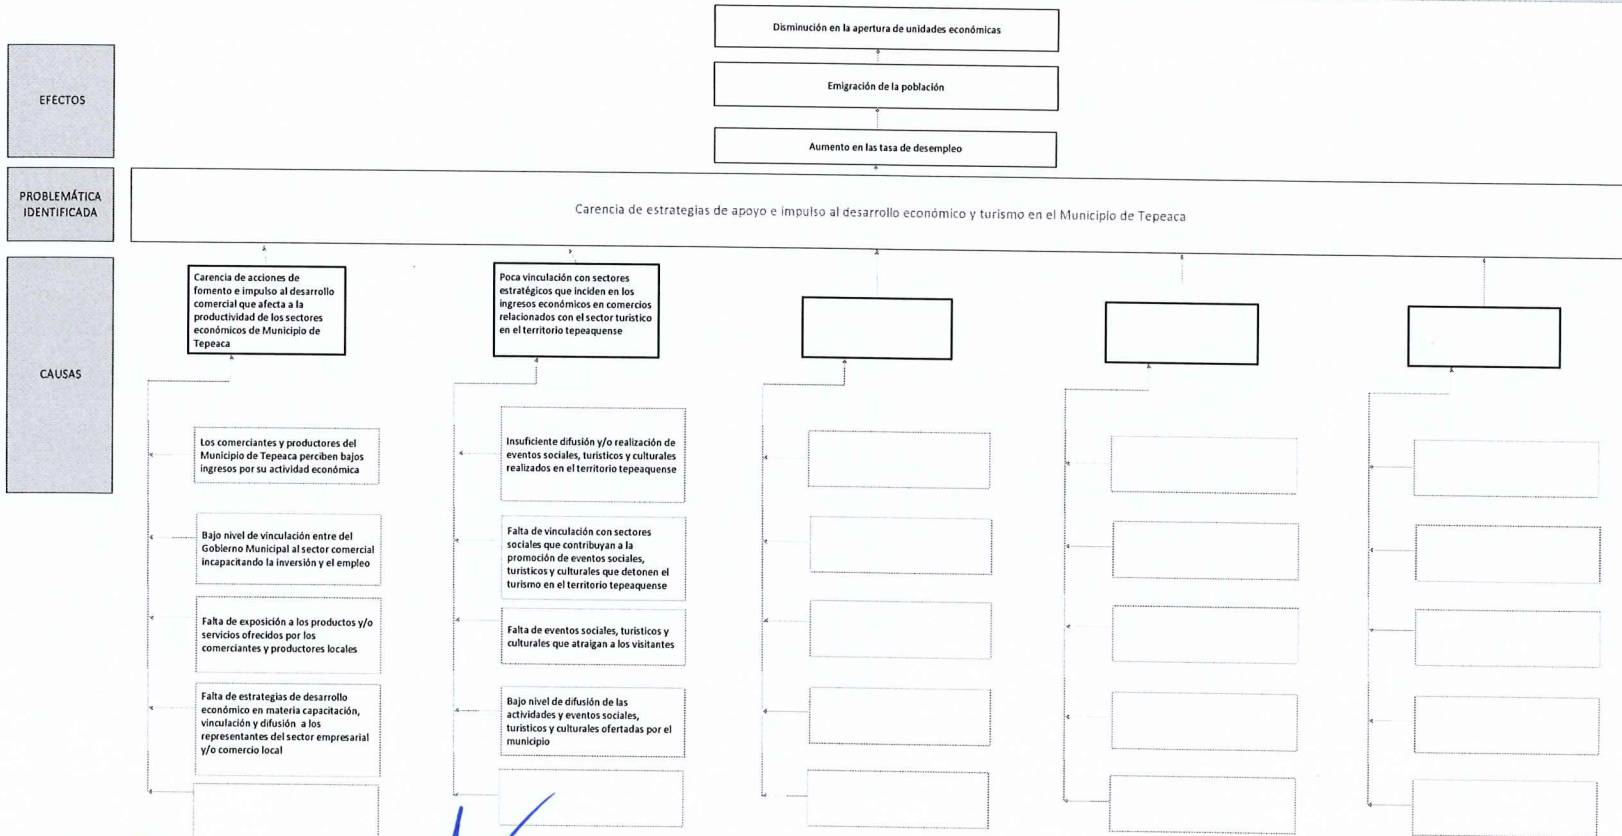 Disminución en la apertura de unidades económicas
EFECTOS
Emigración de la población
Aumento en las tasa de desempleo
PROBLEMÁTICA
IDENTIFICADA
Carencia de estrategias de apoyo e impulso al desarrollo económico y turismo en el Municipio de Tepeaca
CAUSAS
Carencia de acciones de
fomento e impulso al desarrollo
comercial que afecta a la
productividad de los sectores
económicos de Municipio de
Tepeaca
Los comerciantes y productores del
Municipio de Tepeaca perciben bajos
ingresos por su actividad económica
Bajo nivel de vinculación entre del
Gobierno Municipal al sector comercial
incapacitando la inversión y el empleo
Falta de exposición a los productos y/o
servicios ofrecidos por los
comerciantes y productores locales
Falta de estrategias de desarrollo
económico en materia capacitación,
vinculación y difusión a los
representantes del sector empresarial
y/o comercio local
Poca vinculación con sectores
estratégicos que inciden en los
ingresos económicos en comercios
relacionados con el sector turistico
en el territorio tepeaquense
Insuficiente difusión y/o realización de
eventos sociales, turisticos y culturales
realizados en el territorio tepeaquense
Falta de vinculación con sectores
sociales que contribuyan a la
promoción de eventos sociales,
turisticos y culturales que detonen el
turismo en el territorio tepeaquense
Falta de eventos sociales, turisticos y
culturales que atraigan a los visitantes
Bajo nivel de difusión de las
actividades y eventos sociales,
turisticos y culturales ofertadas por el
municipio